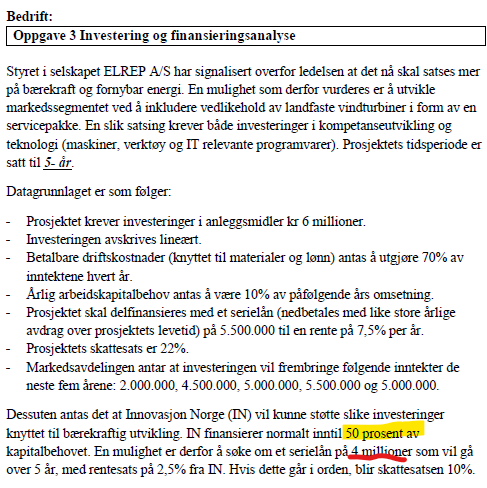 Bedrift:
Oppgave 3 Investering og finansieringsanalyse
Styret i selskapet ELREP A/S har signalisert overfor ledelsen at det nå skal satses mer
på bærekraft og fornybar energi. En mulighet som derfor vurderes er å utvikle
markedssegmentet ved å inkludere vedlikehold av landfaste vindturbiner i form av en
servicepakke. En slik satsing krever både investeringer i kompetanseutvikling og
teknologi (maskiner, verktøy og IT relevante programvarer). Prosjektets tidsperiode er
satt til 5- år.
Datagrunnlaget er som følger:
- Prosjektet krever investeringer i anleggsmidler kr 6 millioner.
- Investeringen avskrives lineært.
- Betalbare driftskostnader (knyttet til materialer og lønn) antas å utgjøre 70% av
inntektene hvert år.
- Årlig arbeidskapitalbehov antas å være 10% av påfølgende års omsetning.
- Prosjektet skal delfinansieres med et serielån (nedbetales med like store årlige
avdrag over prosjektets levetid) på 5.500.000 til en rente på 7,5% per år.
- Prosjektets skattesats er 22%.
- Markedsavdelingen antar at investeringen vil frembringe følgende inntekter de
neste fem årene: 2.000.000, 4.500.000, 5.000.000, 5.500.000 og 5.000.000.
Dessuten antas det at Innovasjon Norge (IN) vil kunne støtte slike investeringer
knyttet til bærekraftig utvikling. IN finansierer normalt inntil 50 prosent av
kapitalbehovet. En mulighet er derfor å søke om et serielån på 4 millioner som vil gå
over 5 år, med rentesats på 2,5% fra IN. Hvis dette går i orden, blir skattesatsen 10%.